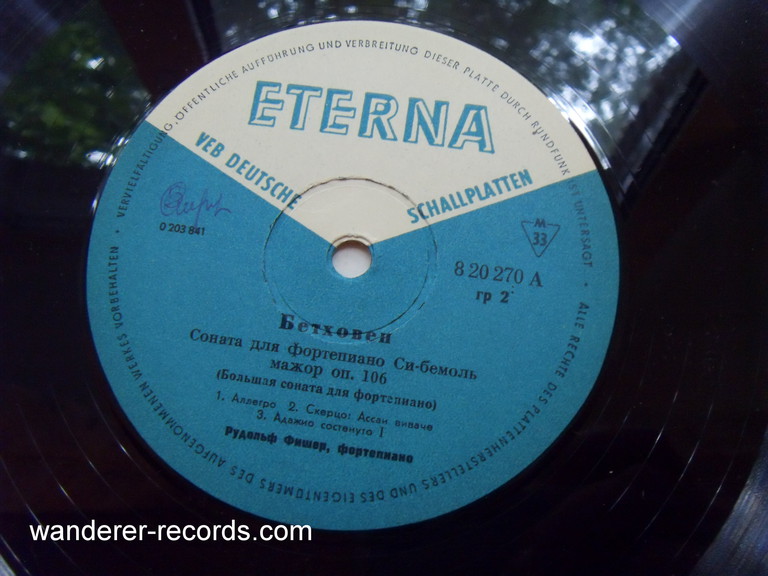 VERVIELFÄLTIGUNG, ÖFFENTLICHE AUFFÜHRUNG UND VERBREITUNG DIESER PLATTE DURCH RUNDFUNK IST UNTERSAGT • ALLE RECHTE DES PLATTENHERSTELLERS UND DES EIGENTÜMERS DES AUFGENOMMENEN WERKES VORBEHALTEN •
ETERNA
VEB DEUTSCHE SCHALLPLATTEN
0 203 841
M 33
8 20 270 A
гр 2
Бетховен
Соната для фортепиано Си-бемоль
мажор оп. 106
(Большая соната для фортепиано)
1. Аллегро 2. Скерцо: Ассаи виваче
3. Адажио состенуто I
Рудольф Фишер, фортепиано
wanderer-records.com